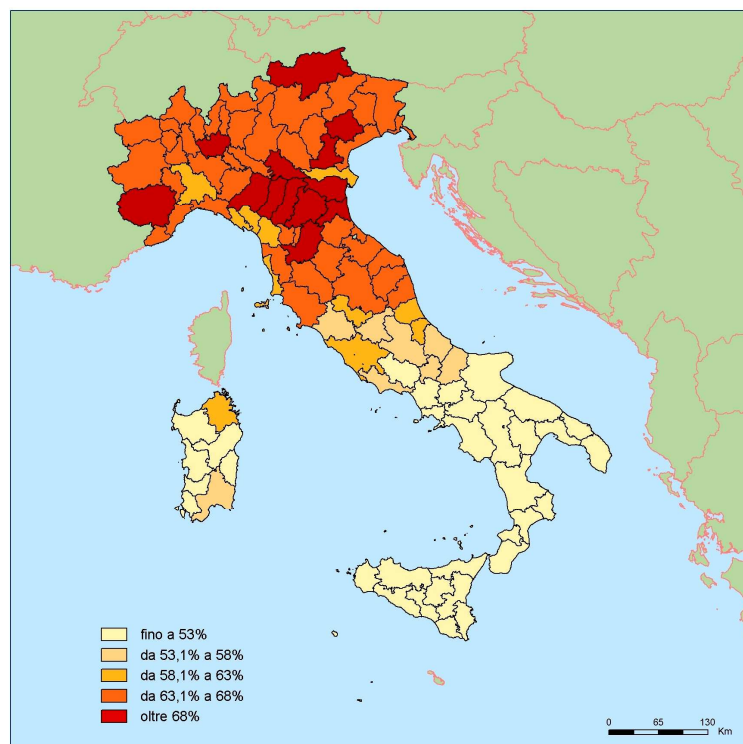 fino a 53%
da 53,1% a 58%
da 58,1% a 63%
da 63,1% a 68%
oltre 68%
0 65 130
Km